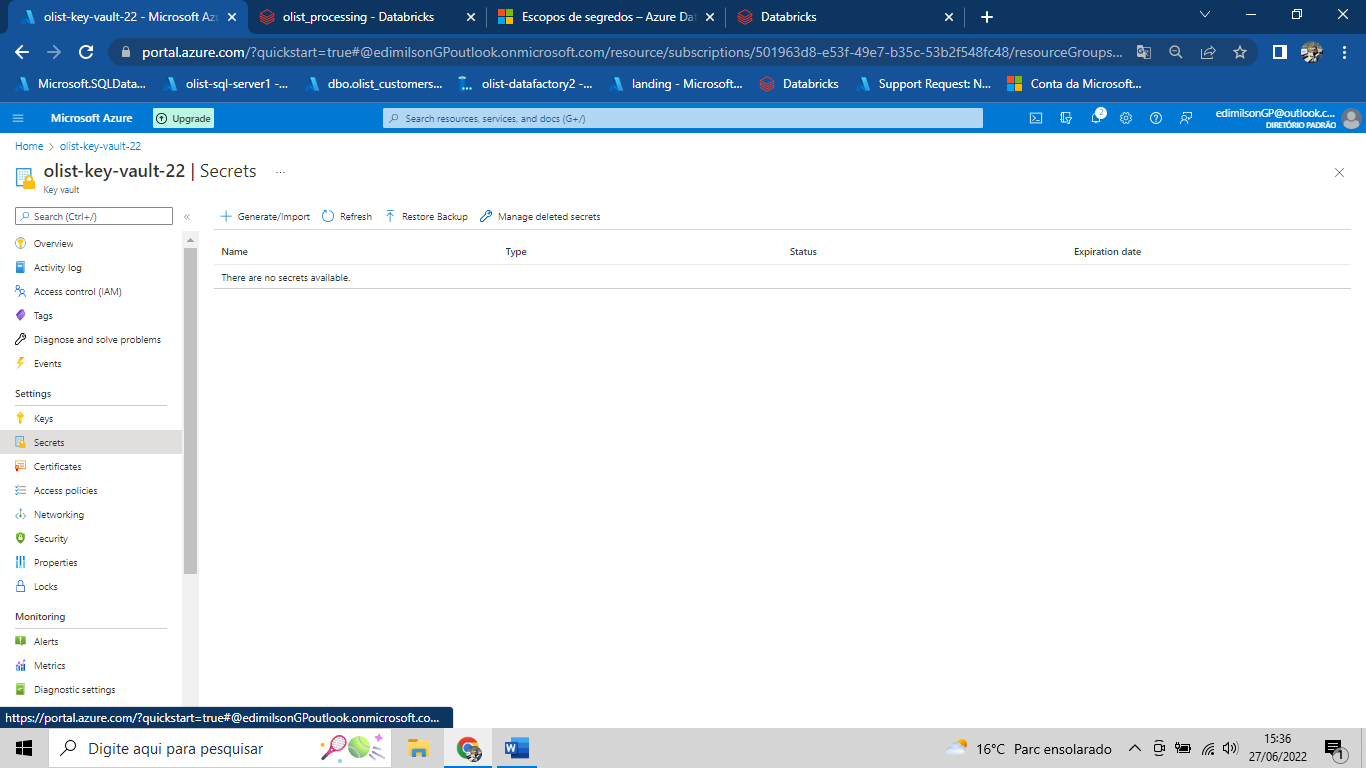 olist-key-vault-22 - Microsoft Azu
olist_processing - Databricks
Escopos de segredos – Azure Dat
Databricks
portal.azure.com/?quickstart=true#@edimilsonGPoutlook.onmicrosoft.com/resource/subscriptions/501963d8-e53f-49e7-b35c-53b2f548fc48/resourceGroups...
Microsoft.SQLData...
olist-sql-server1 -...
dbo.olist_customers...
olist-datafactory2 -...
landing - Microsoft...
Databricks
Support Request: N...
Conta da Microsoft...
Microsoft Azure
Upgrade
Search resources, services, and docs (G+/)
2
edimilsonGP@outlook.c...
DIRETÓRIO PADRÃO
Home > olist-key-vault-22
olist-key-vault-22 | Secrets ...
Key vault
Search (Ctrl+/)
«
Generate/Import
Refresh
Restore Backup
Manage deleted secrets
Overview
Activity log
Access control (IAM)
Tags
Diagnose and solve problems
Events
Settings
Keys
Secrets
Certificates
Access policies
Networking
Security
Properties
Locks
Monitoring
Alerts
Metrics
Diagnostic settings
Name
Type
Status
Expiration date
There are no secrets available.
https://portal.azure.com/?quickstart=true#@edimilsonGPoutlook.onmicrosoft.co...
Digite aqui para pesquisar
16°C Parc ensolarado
15:36
27/06/2022
1